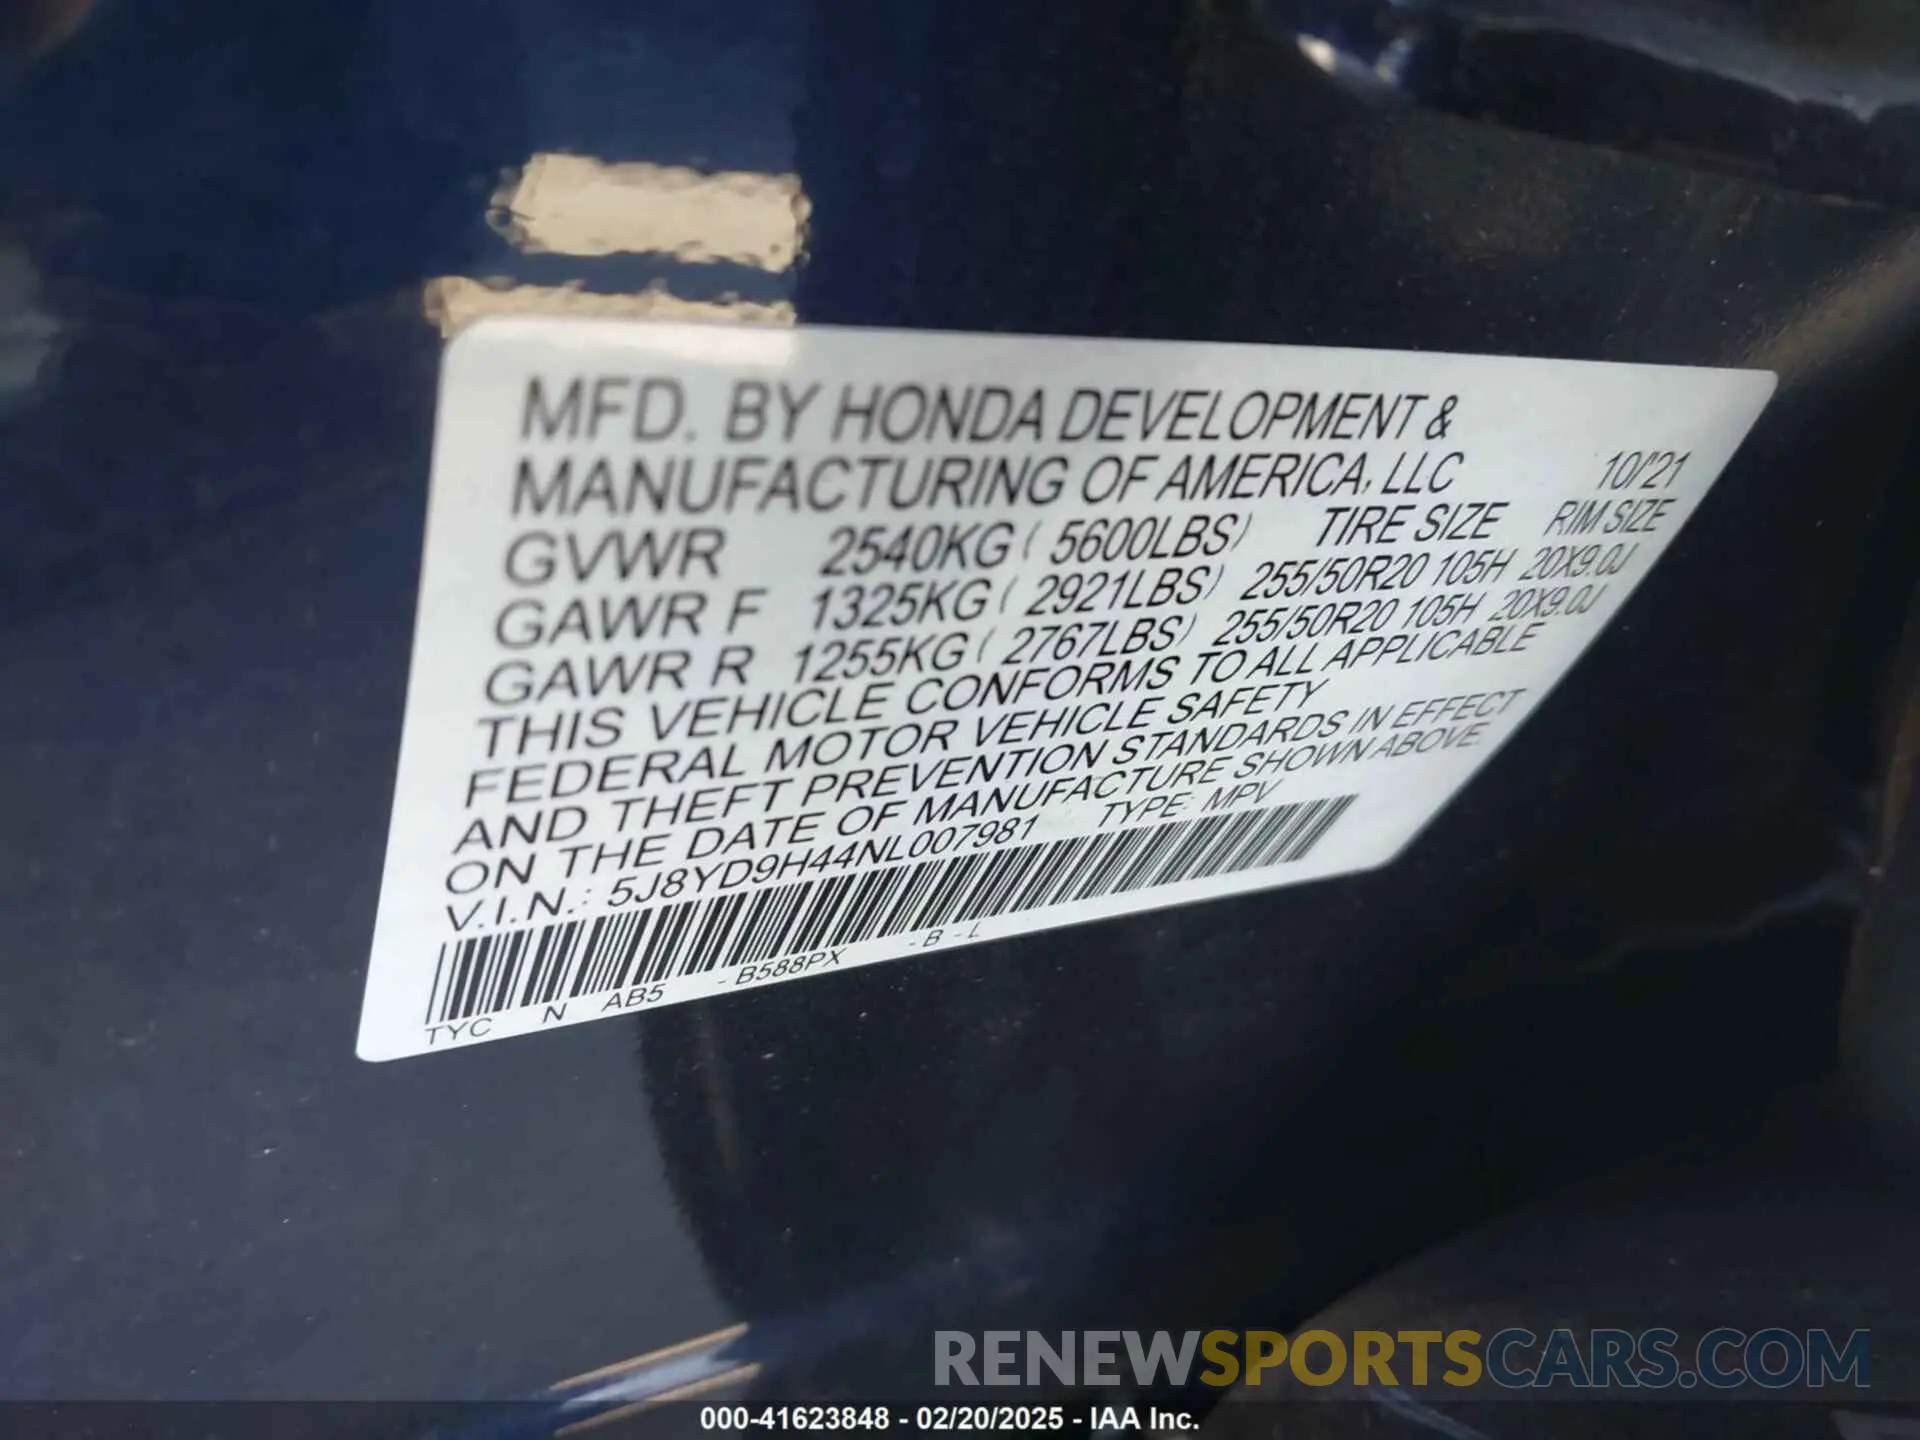 MFD. BY HONDA DEVELOPMENT &
MANUFACTURING OF AMERICA, LLC 10/'21
GVWR 2540KG ( 5600LBS) TIRE SIZE RIM SIZE
GAWR F 1325KG ( 2921LBS) 255/50R20 105H 20X9.0J
GAWR R 1255KG ( 2767LBS) 255/50R20 105H 20X9.0J
THIS VEHICLE CONFORMS TO ALL APPLICABLE
FEDERAL MOTOR VEHICLE SAFETY
AND THEFT PREVENTION STANDARDS IN EFFECT
ON THE DATE OF MANUFACTURE SHOWN ABOVE.
V.I.N.: 5J8YD9H44NL007981 TYPE: MPV
TYC N AB5 - B588PX - B - L
RENEWSPORTSCARS.COM
000-41623848 - 02/20/2025 - IAA Inc.